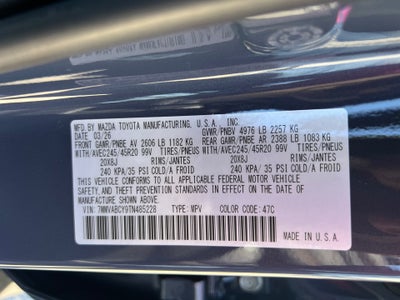 MFD BY MAZDA TOYOTA MANUFACTURING, U.S.A., INC.
DATE: 03/26 GVWR/PNBV 4976 LB 2257 KG
FRONT GAWR/PNBE AV 2606 LB 1182 KG REAR GAWR/PNBE AR 2388 LB 1083 KG
WITH/AVEC245/45R20 99V TIRES/PNEUS WITH/AVEC245/45R20 99V TIRES/PNEUS
20X8J RIMS/JANTES 20X8J RIMS/JANTES
240 KPA/35 PSI COLD/A FROID 240 KPA/35 PSI COLD/A FROID
THIS VEHICLE CONFORMS TO ALL APPLICABLE FEDERAL MOTOR VEHICLE
SAFETY, AND THEFT PREVENTION STANDARDS IN EFFECT ON THE DATE OF
MANUFACTURE SHOWN ABOVE.
VIN: 7MMVABCY9TN485228 TYPE: MPV COLOR CODE: 47C
MADE IN U.S.A.